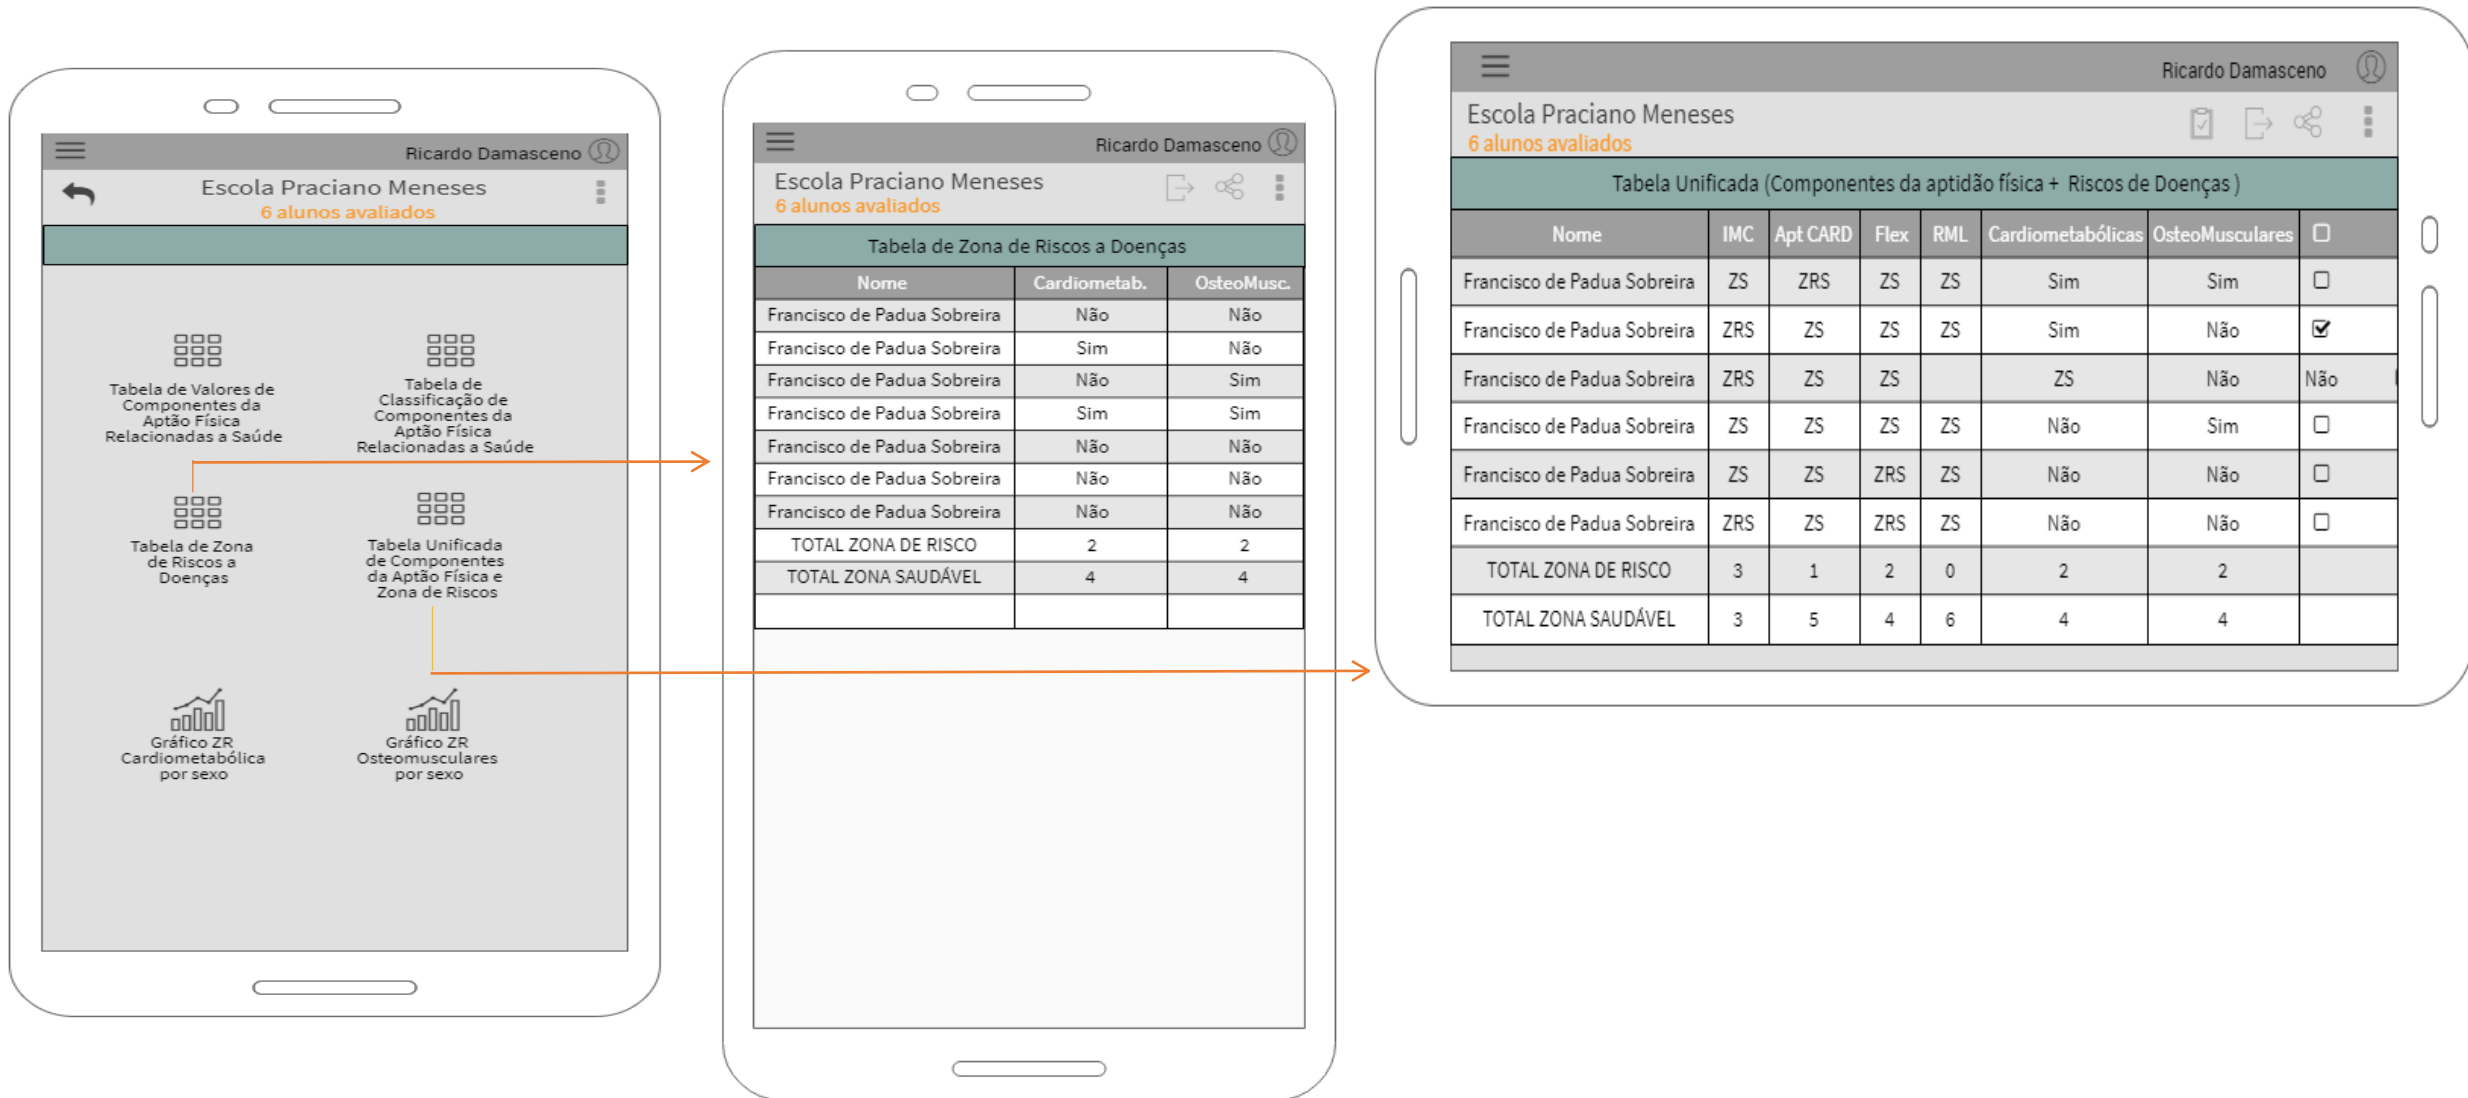 Ricardo Damasceno
Escola Praciano Meneses
6 alunos avaliados
Tabela de Valores de
Componentes da
Aptão Física
Relacionadas a Saúde
Tabela de
Classificação de
Componentes da
Aptão Física
Relacionadas a Saúde
Tabela de Zona
de Riscos a
Doenças
Tabela Unificada
de Componentes
da Aptão Física e
Zona de Riscos
Gráfico ZR
Cardiometabólica
por sexo
Gráfico ZR
Osteomusculares
por sexo
Ricardo Damasceno
Escola Praciano Meneses
6 alunos avaliados
Tabela de Zona de Riscos a Doenças
Nome Cardiometab. OsteoMusc.
Francisco de Padua Sobreira Não Não
Francisco de Padua Sobreira Sim Não
Francisco de Padua Sobreira Não Sim
Francisco de Padua Sobreira Sim Sim
Francisco de Padua Sobreira Não Não
Francisco de Padua Sobreira Não Não
Francisco de Padua Sobreira Não Não
TOTAL ZONA DE RISCO 2 2
TOTAL ZONA SAUDÁVEL 4 4
Ricardo Damasceno
Escola Praciano Meneses
6 alunos avaliados
Tabela Unificada (Componentes da aptidão física + Riscos de Doenças )
Nome IMC Apt CARD Flex RML Cardiometabólicas OsteoMusculares
Francisco de Padua Sobreira ZS ZRS ZS ZS Sim Sim
Francisco de Padua Sobreira ZRS ZS ZS ZS Sim Não
Francisco de Padua Sobreira ZRS ZS ZS ZS Não Não
Francisco de Padua Sobreira ZS ZS ZS ZS Não Sim
Francisco de Padua Sobreira ZS ZS ZRS ZS Não Não
Francisco de Padua Sobreira ZRS ZS ZRS ZS Não Não
TOTAL ZONA DE RISCO 3 1 2 0 2 2
TOTAL ZONA SAUDÁVEL 3 5 4 6 4 4